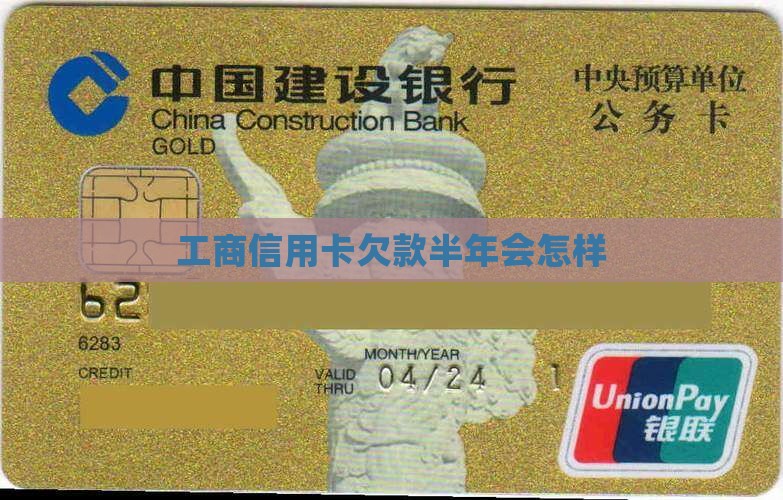 中国建设银行
China Construction Bank
GOLD
中央预算单位
公务卡
工商信用卡欠款半年会怎样
62
6283
CREDIT
MONTH/YEAR
VALID
THRU
04/24
1
UnionPay
银联